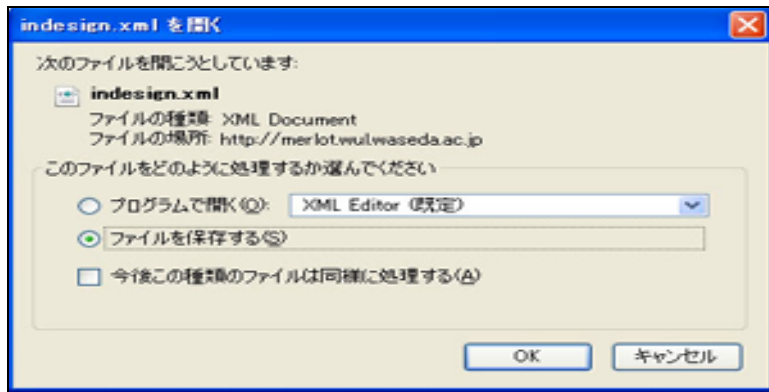 indesign.xml を開く
次のファイルを開こうとしています:
indesign.xml
ファイルの種類: XML Document
ファイルの場所: http://merlot.wul.waseda.ac.jp
このファイルをどのように処理するか選んでください
プログラムで開く(O): XML Editor (既定)
ファイルを保存する(S)
今後この種類のファイルは同様に処理する(A)
OK キャンセル